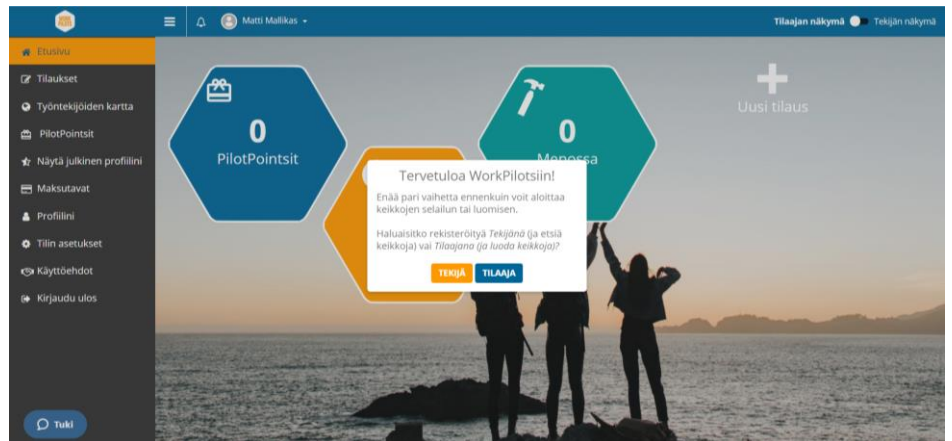 Matti Mallikas
Tilaajan näkymä
Tekijän näkymä
Etusivu
Tilaukset
Työntekijöiden kartta
PilotPointsit
Näytä julkinen profiilini
Maksutavat
Profiilini
Tilin asetukset
Käyttöehdot
Kirjaudu ulos
Tuki
0
PilotPointsit
0
Menossa
Uusi tilaus
Tervetuloa WorkPilotsiin!
Enää pari vaihetta ennenkuin voit aloittaa
keikkojen selailun tai luomisen.
Haluaisitko rekisteröityä Tekijänä (ja etsiä
keikkoja) vai Tilaajana (ja luoda keikkoja)?
TEKIJÄ
TILAAJA